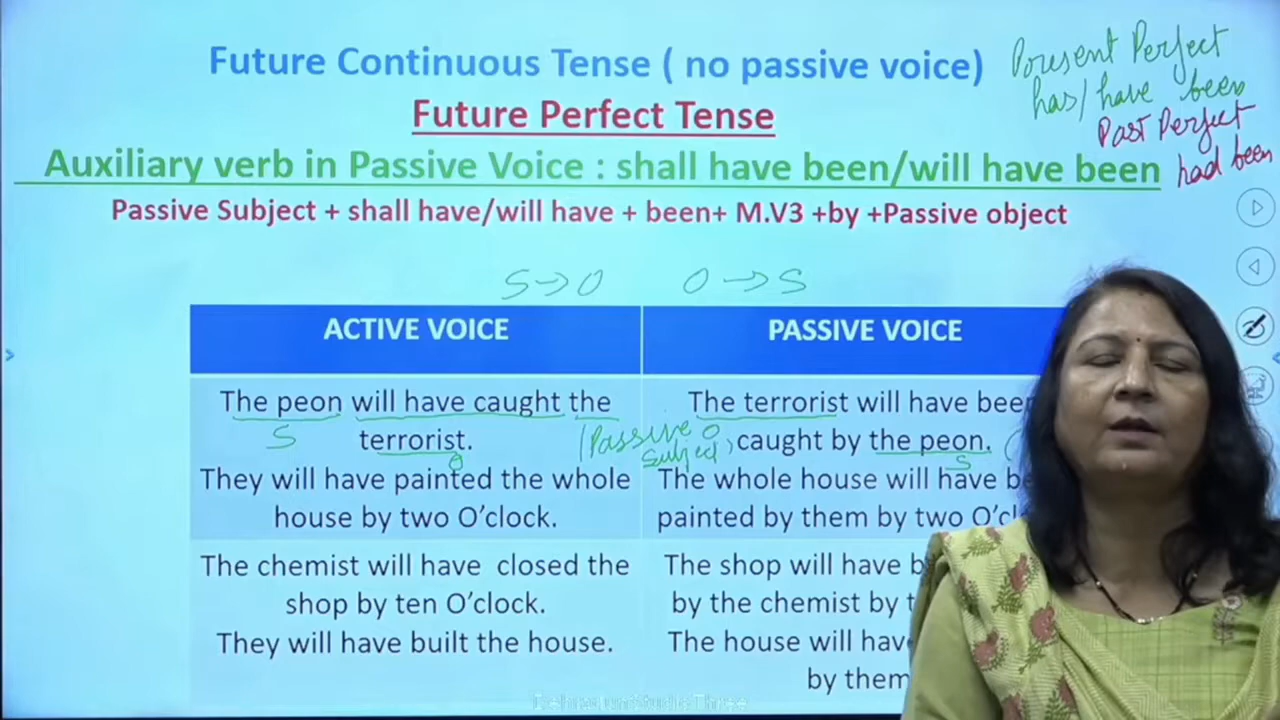 Future Continuous Tense ( no passive voice)
Present Perfect
has/ have been
Past Perfect
had been
Future Perfect Tense
Auxiliary verb in Passive Voice : shall have been/will have been
Passive Subject + shall have/will have + been+ M.V3 +by +Passive object
S→O O→S
ACTIVE VOICE
PASSIVE VOICE
The peon will have caught the
S
terrorist.
O
They will have painted the whole
house by two O'clock.
The chemist will have closed the
shop by ten O'clock.
They will have built the house.
The terrorist will have been
(Passive O
Subject)
caught by the peon.
S
The whole house will have be
painted by them by two O'cl
The shop will have b
by the chemist by t
The house will hav
by them